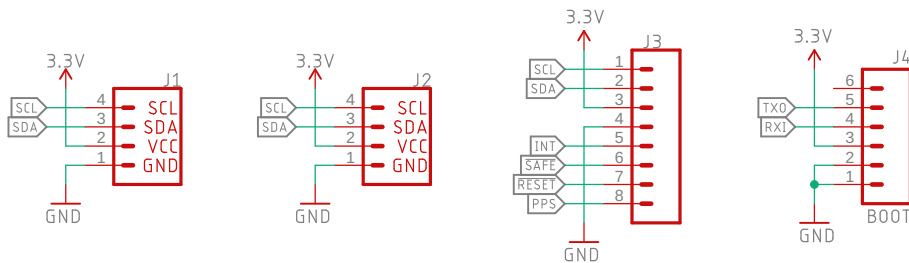 3.3V
J1
SCL 4 SCL
SDA 3 SDA
2 VCC
1 GND
GND
3.3V
J2
SCL 4 SCL
SDA 3 SDA
2 VCC
1 GND
GND
3.3V
J3
SCL 1
SDA 2
3
4
INT 5
SAFE 6
RESET 7
PPS 8
GND
3.3V
J4
6
TXO 5
RXI 4
3
2
1
GND
BOOT